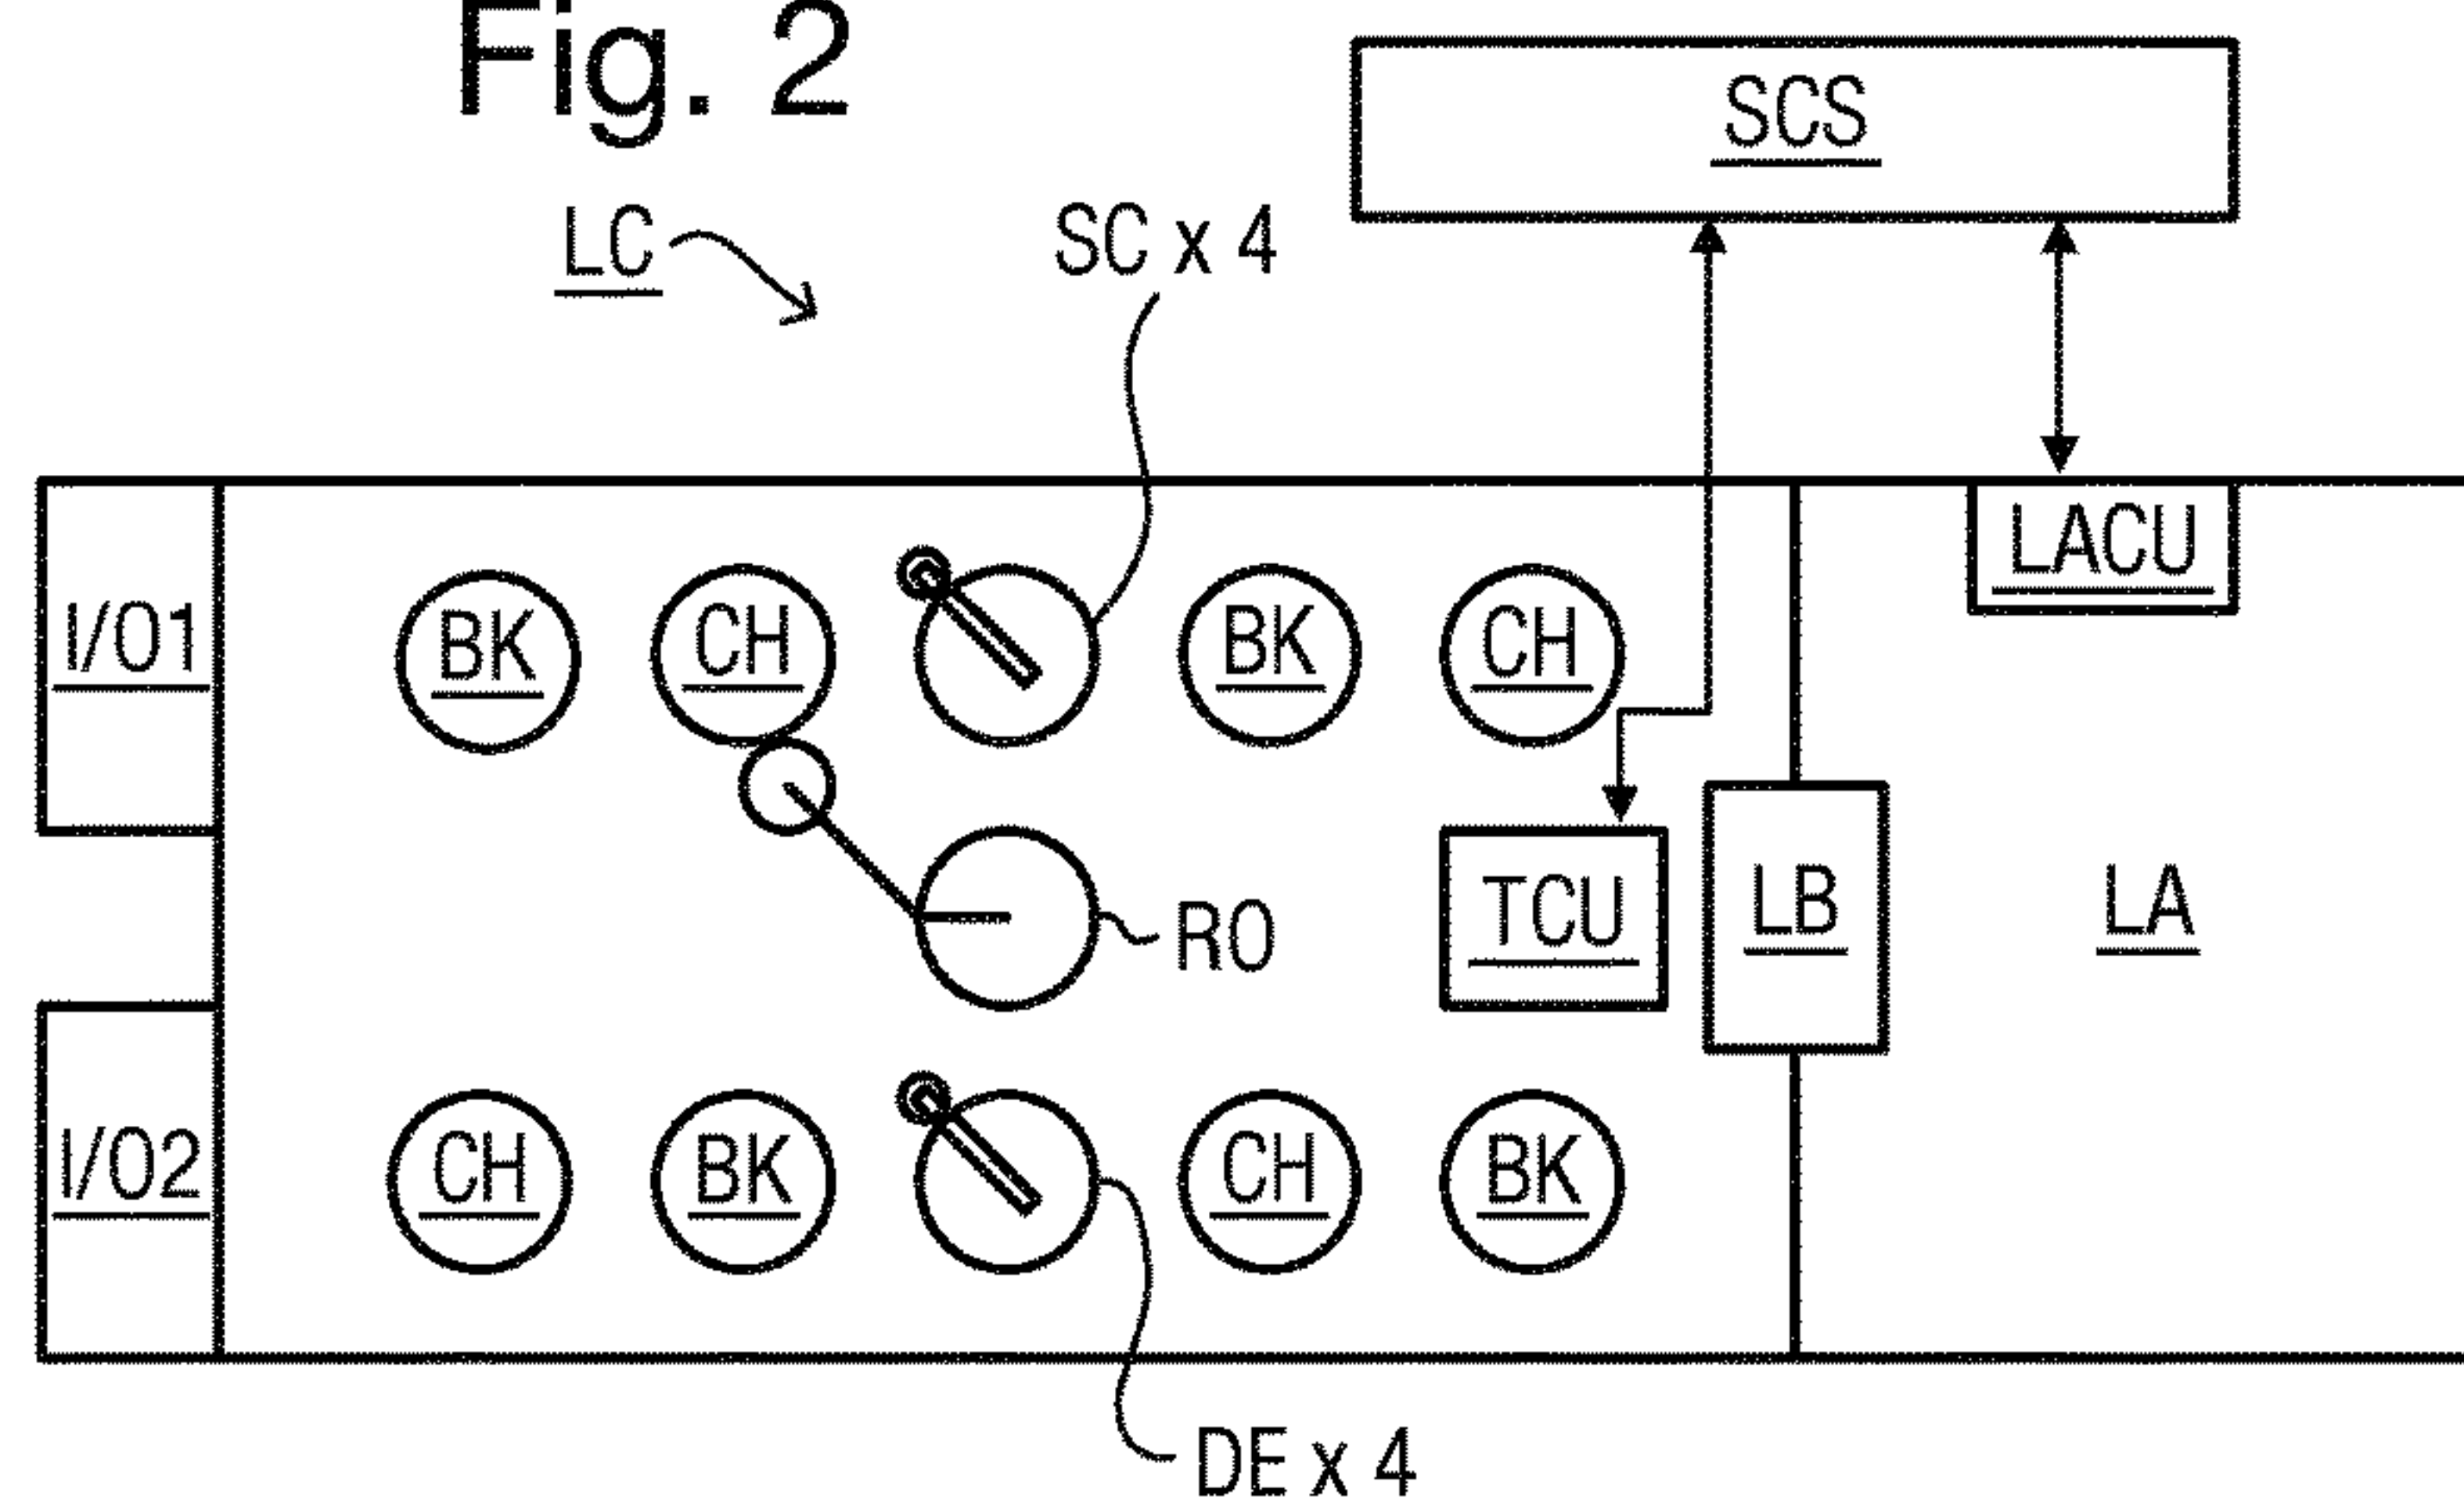 Fig. 2
SCS
LC
SC x 4
LACU
I/O1
BK
CH
BK
CH
RO
TCU
LB
LA
I/O2
CH
BK
CH
BK
DE x 4